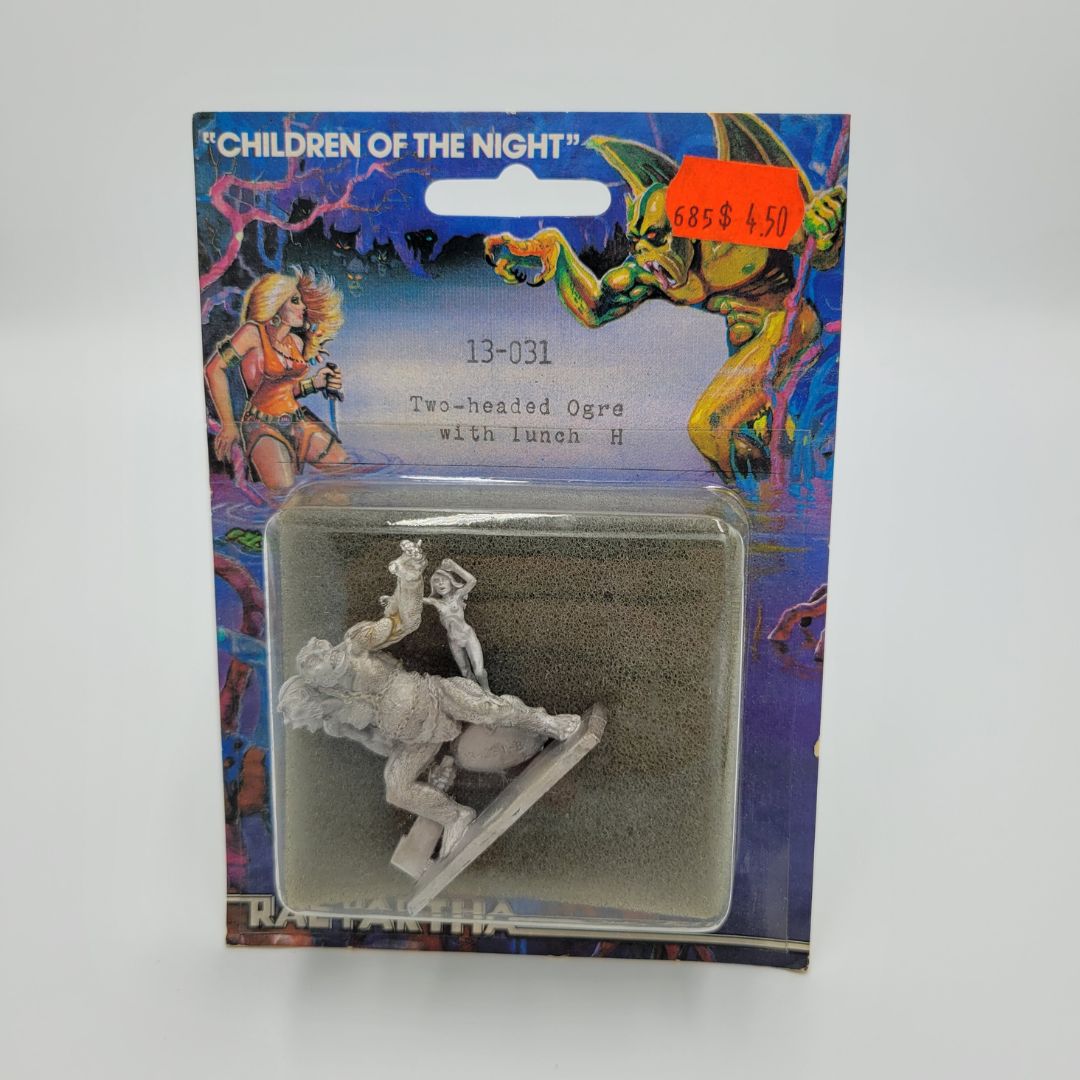 "CHILDREN OF THE NIGHT"
685$ 4.50
13-031
Two-headed Ogre
with lunch H
RAL PARTHA